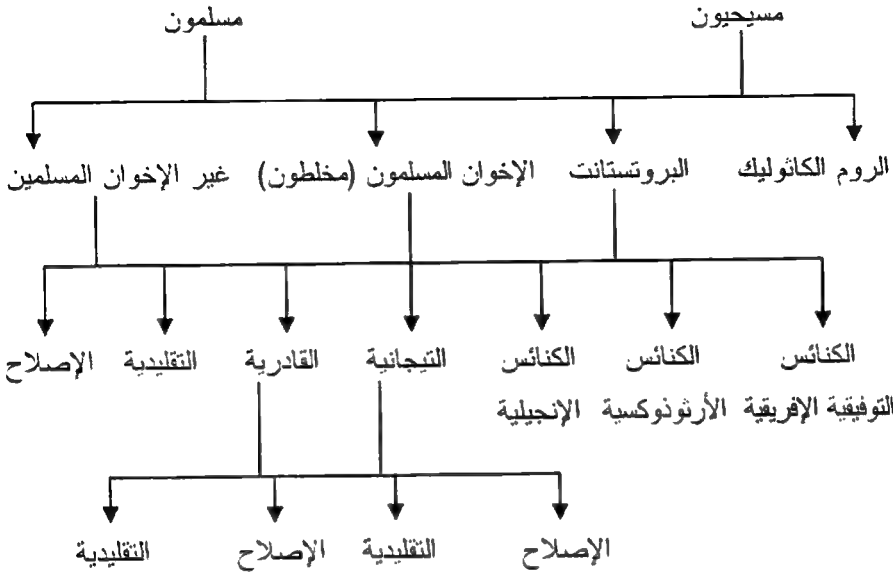 مسيحيون
مسلمون
الروم الكاثوليك
البروتستانت
الإخوان المسلمون (مخلطون)
غير الإخوان المسلمين
الكنائس
التوفيقية الإفريقية
الكنائس
الأرثوذوكسية
الكنائس
الإنجيلية
التيجانية
القادرية
التقليدية
الإصلاح
الإصلاح
التقليدية
الإصلاح
التقليدية